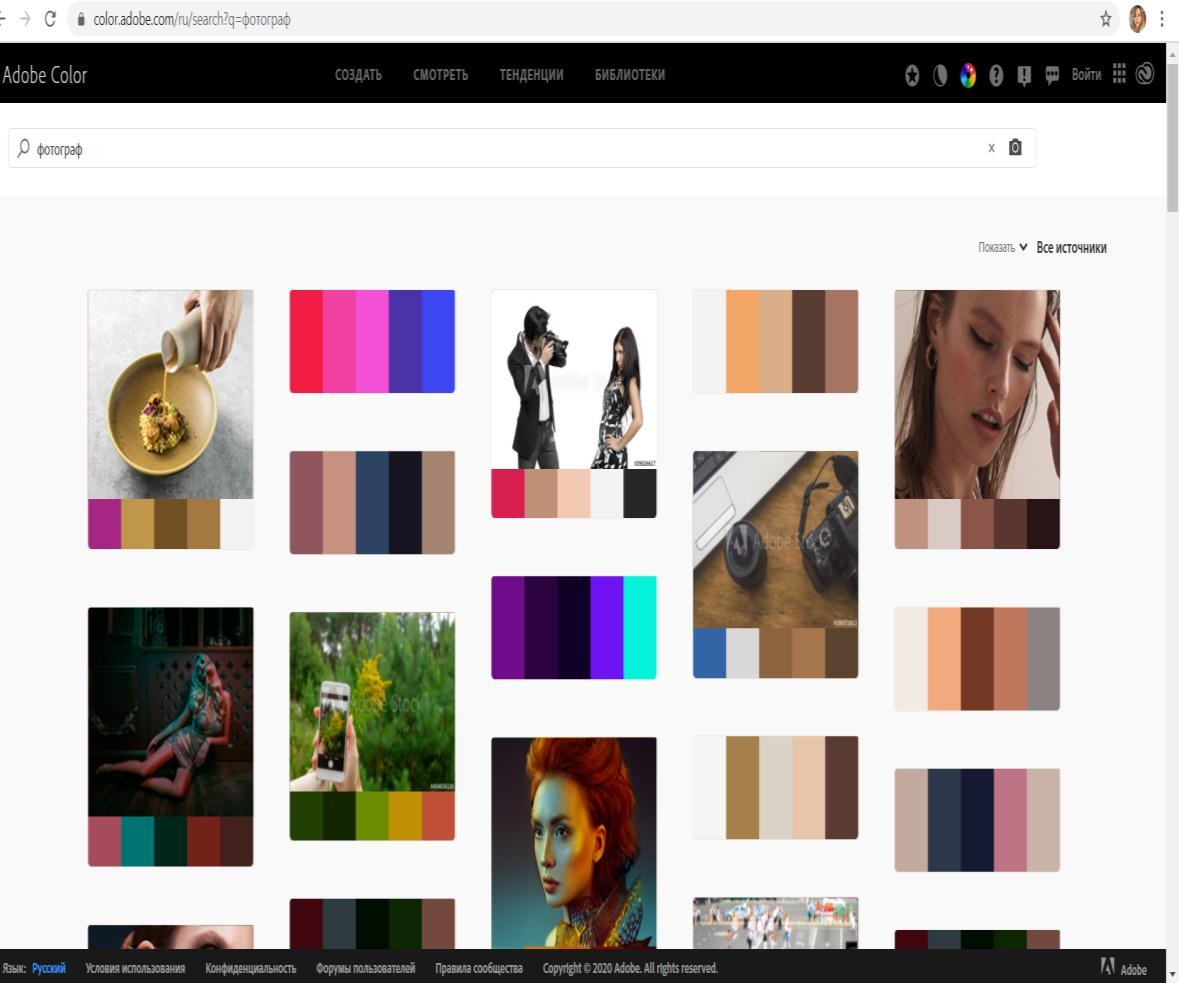 color.adobe.com/ru/search?q=фотограф
Adobe Color СОЗДАТЬ СМОТРЕТЬ ТЕНДЕНЦИИ БИБЛИОТЕКИ Войти
фотограф x
Показать Все источники
Adobe Stock
Adobe Stock
Adobe Stock
Язык: Русский Условия использования Конфиденциальность Форумы пользователей Правила сообщества Copyright © 2020 Adobe. All rights reserved. Adobe